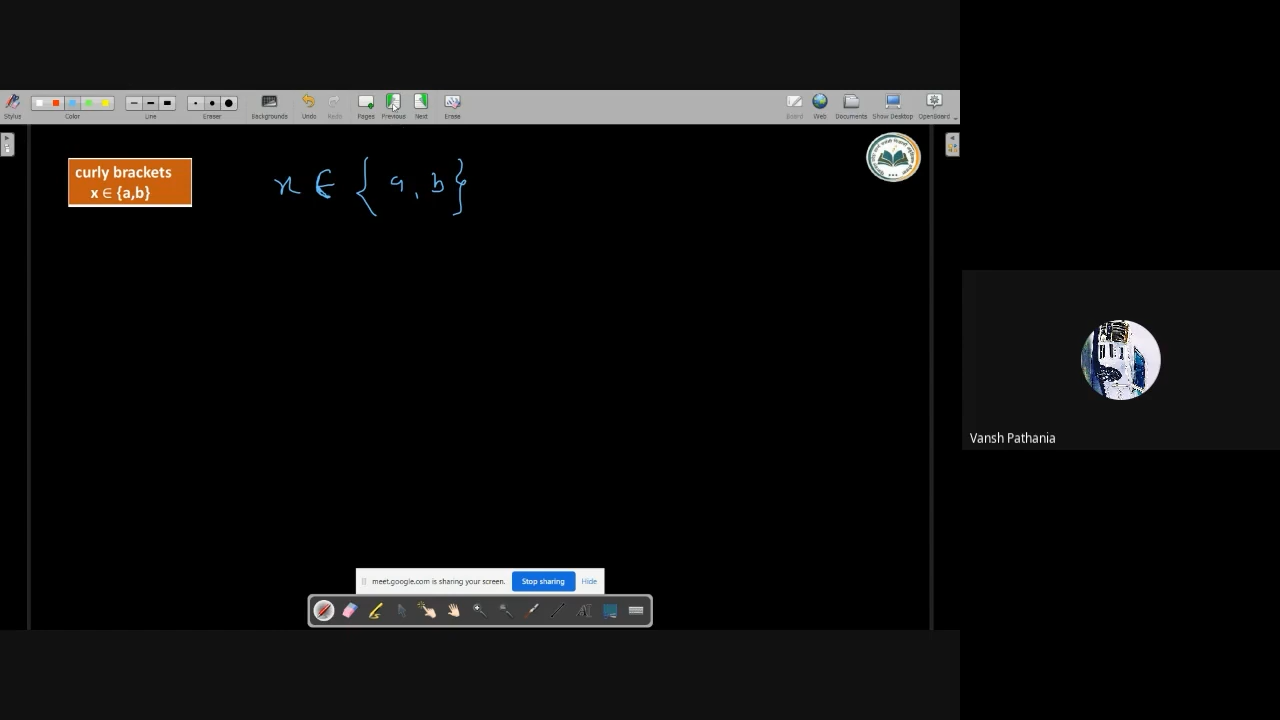 Stylus
Color
Line
Eraser
Backgrounds
Undo
Redo
Pages
Previous
Next
Erase
Board
Web
Documents
Show Desktop
OpenBoard
curly brackets
x ∈ {a,b}
x ∈ { a , b }
Vansh Pathania
meet.google.com is sharing your screen.
Stop sharing
Hide